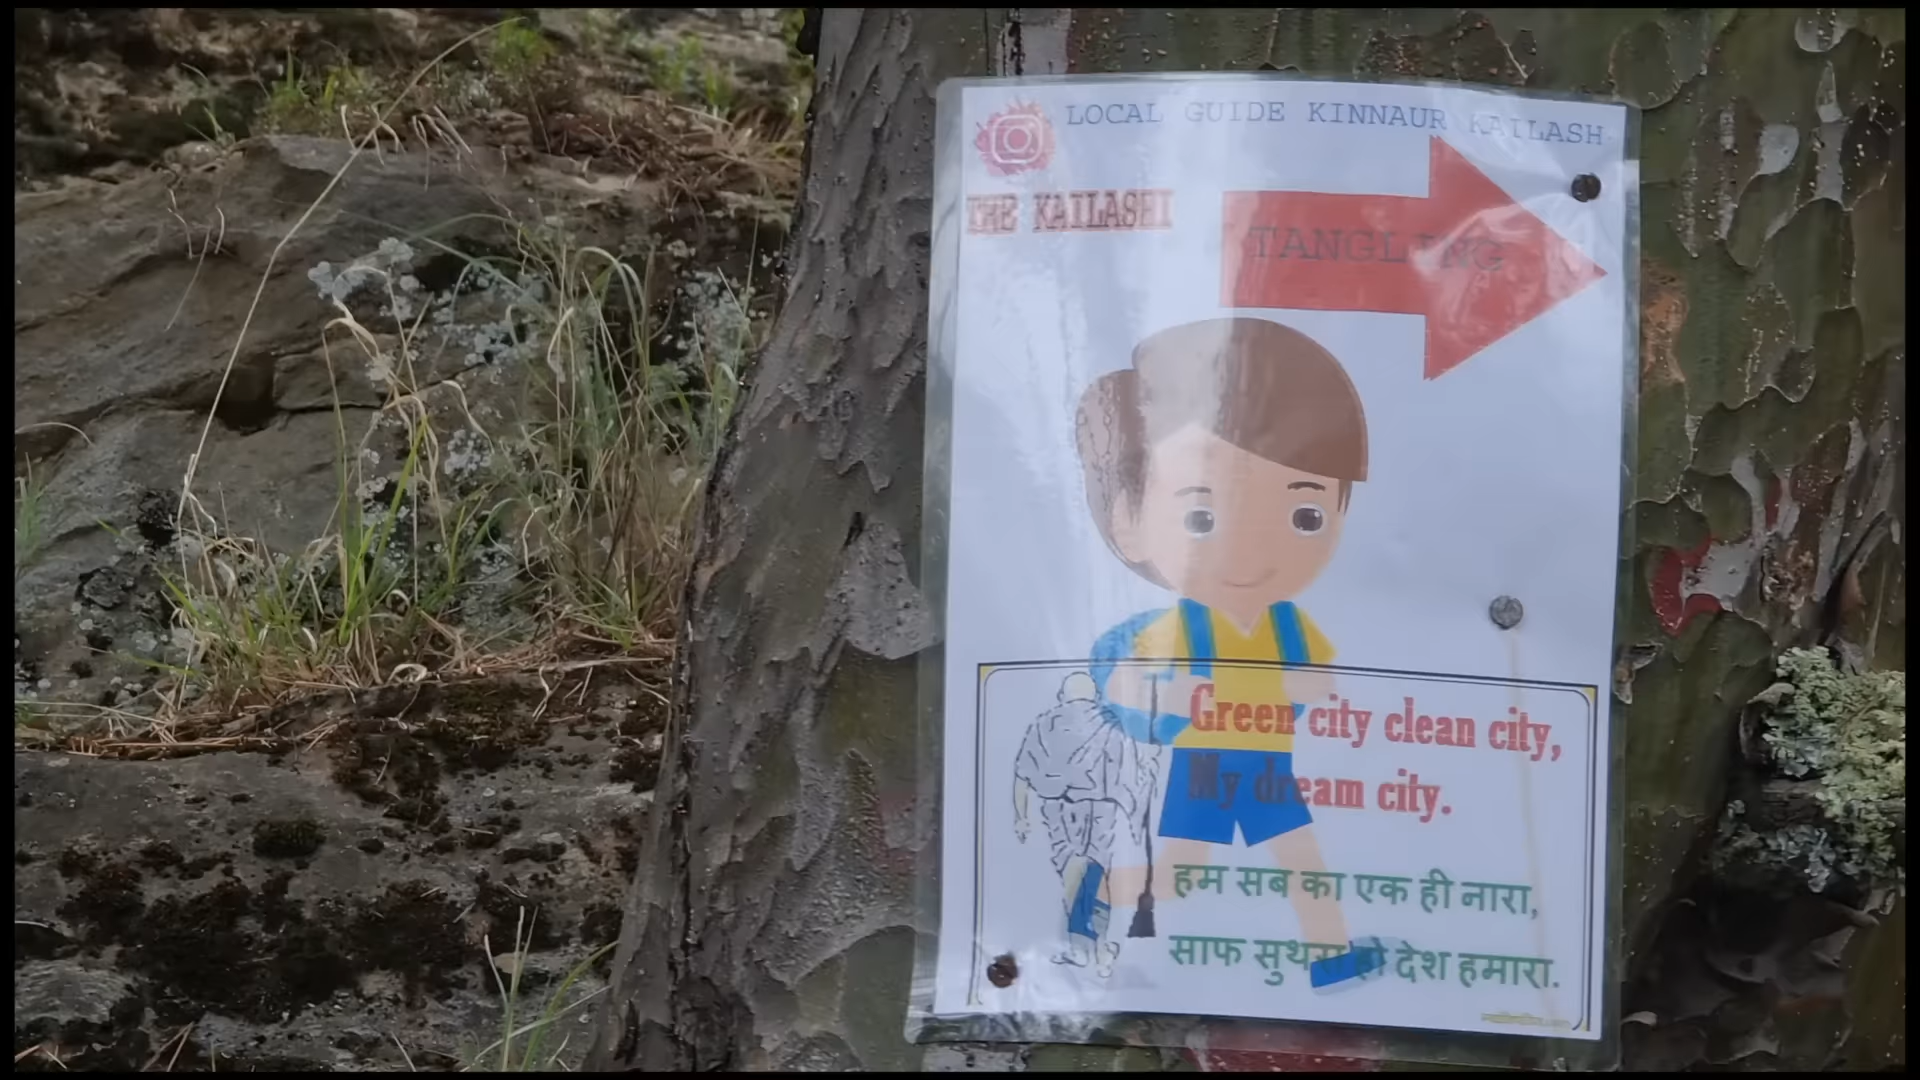 LOCAL GUIDE KINNAUR KAILASH
THE KAILASHI
TANGLING
Green city clean city,
My dream city.
हम सब का एक ही नारा,
साफ सुथरा हो देश हमारा.